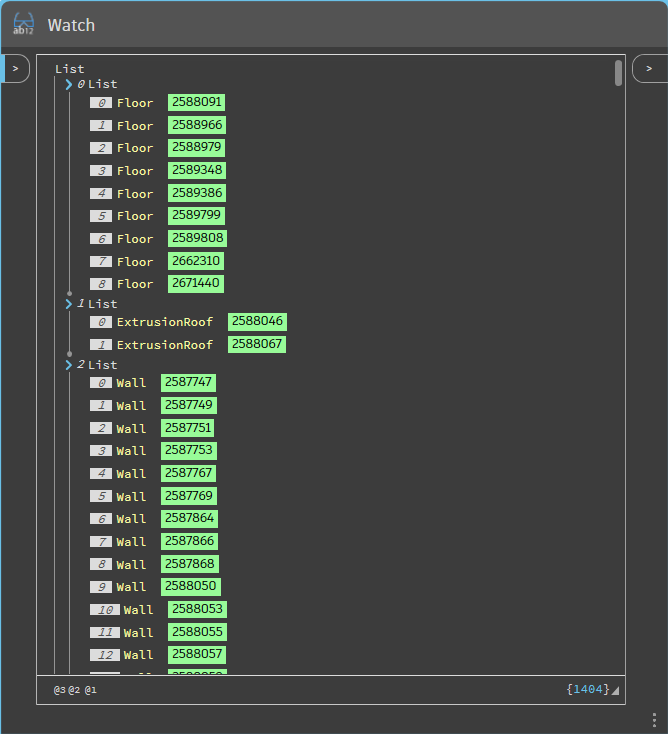 ab12 Watch
>
>
List
0 List
0 Floor 2588091
1 Floor 2588966
2 Floor 2588979
3 Floor 2589348
4 Floor 2589386
5 Floor 2589799
6 Floor 2589808
7 Floor 2662310
8 Floor 2671440
1 List
0 ExtrusionRoof 2588046
1 ExtrusionRoof 2588067
2 List
0 Wall 2587747
1 Wall 2587749
2 Wall 2587751
3 Wall 2587753
4 Wall 2587767
5 Wall 2587769
6 Wall 2587864
7 Wall 2587866
8 Wall 2587868
9 Wall 2588050
10 Wall 2588053
11 Wall 2588055
12 Wall 2588057
@3 @2 @1 {1404}